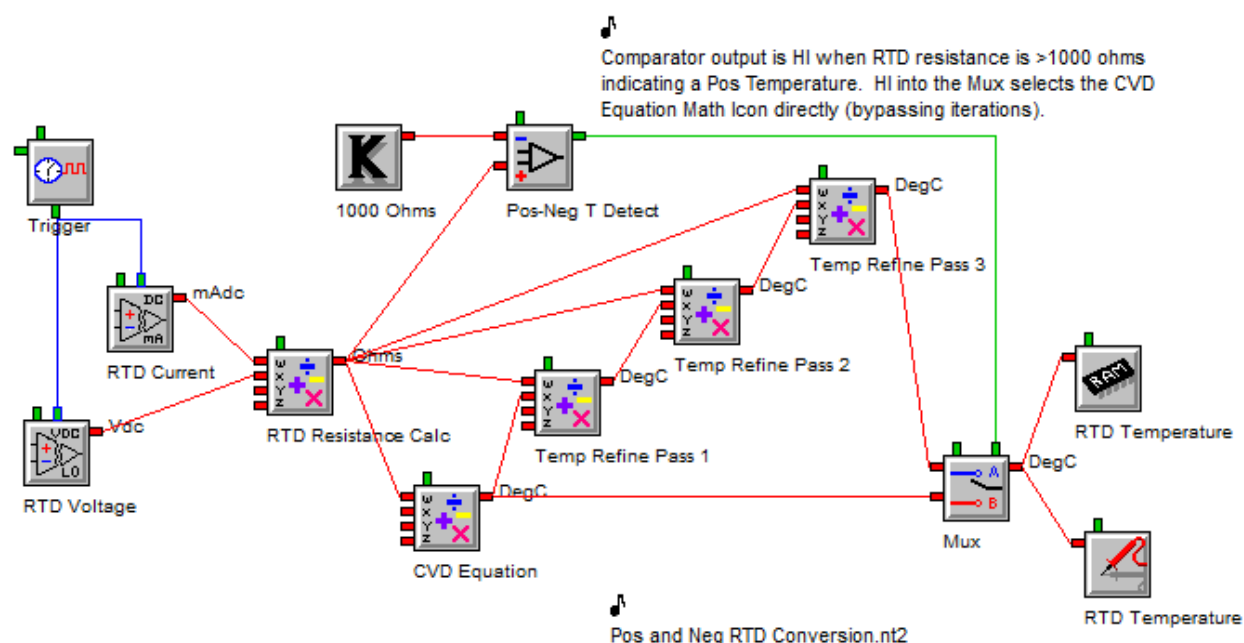 Comparator output is HI when RTD resistance is >1000 ohms
indicating a Pos Temperature. HI into the Mux selects the CVD
Equation Math Icon directly (bypassing iterations).
K
1000 Ohms
Pos-Neg T Detect
W
X
Y
Z
DegC
Temp Refine Pass 3
Trigger
DC
mA
mAdc
RTD Current
W
X
Y
Z
DegC
Temp Refine Pass 2
W
X
Y
Z
Ohms
RTD Resistance Calc
W
X
Y
Z
DegC
Temp Refine Pass 1
RAM
RTD Temperature
VDC
LO
Vdc
RTD Voltage
W
X
Y
Z
DegC
CVD Equation
A
B
DegC
Mux
RTD Temperature
Pos and Neg RTD Conversion.nt2